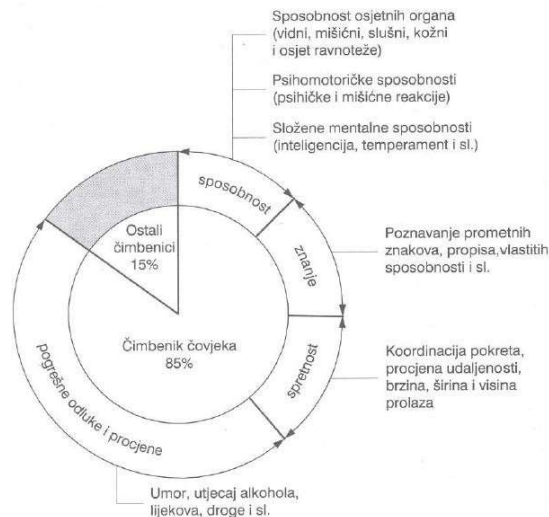 Sposobnost osjetnih organa
(vidni, mišićni, slušni, kožni
i osjet ravnoteže)
Psihomotoričke sposobnosti
(psihičke i mišićne reakcije)
Složene mentalne sposobnosti
(inteligencija, temperament i sl.)
sposobnost
Ostali
čimbenici
15%
znanje
Poznavanje prometnih
znakova, propisa,vlastitih
sposobnosti i sl.
Čimbenik čovjeka
85%
spretnost
Koordinacija pokreta,
procjena udaljenosti,
brzina, širina i visina
prolaza
pogrešne odluke i procjene
Umor, utjecaj alkohola,
lijekova, droge i sl.